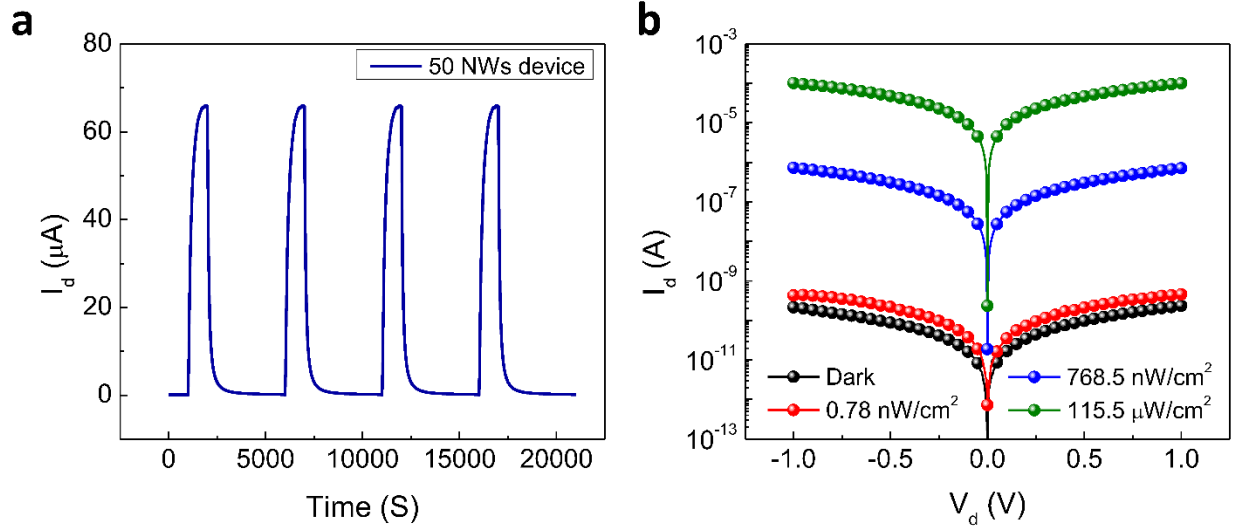 a
80
60
40
20
0
I_d (μA)
50 NWs device
0
5000
10000
15000
20000
Time (S)
b
10^-3
10^-5
10^-7
10^-9
10^-11
10^-13
I_d (A)
Dark
0.78 nW/cm^2
768.5 nW/cm^2
115.5 μW/cm^2
-1.0
-0.5
0.0
0.5
1.0
V_d (V)